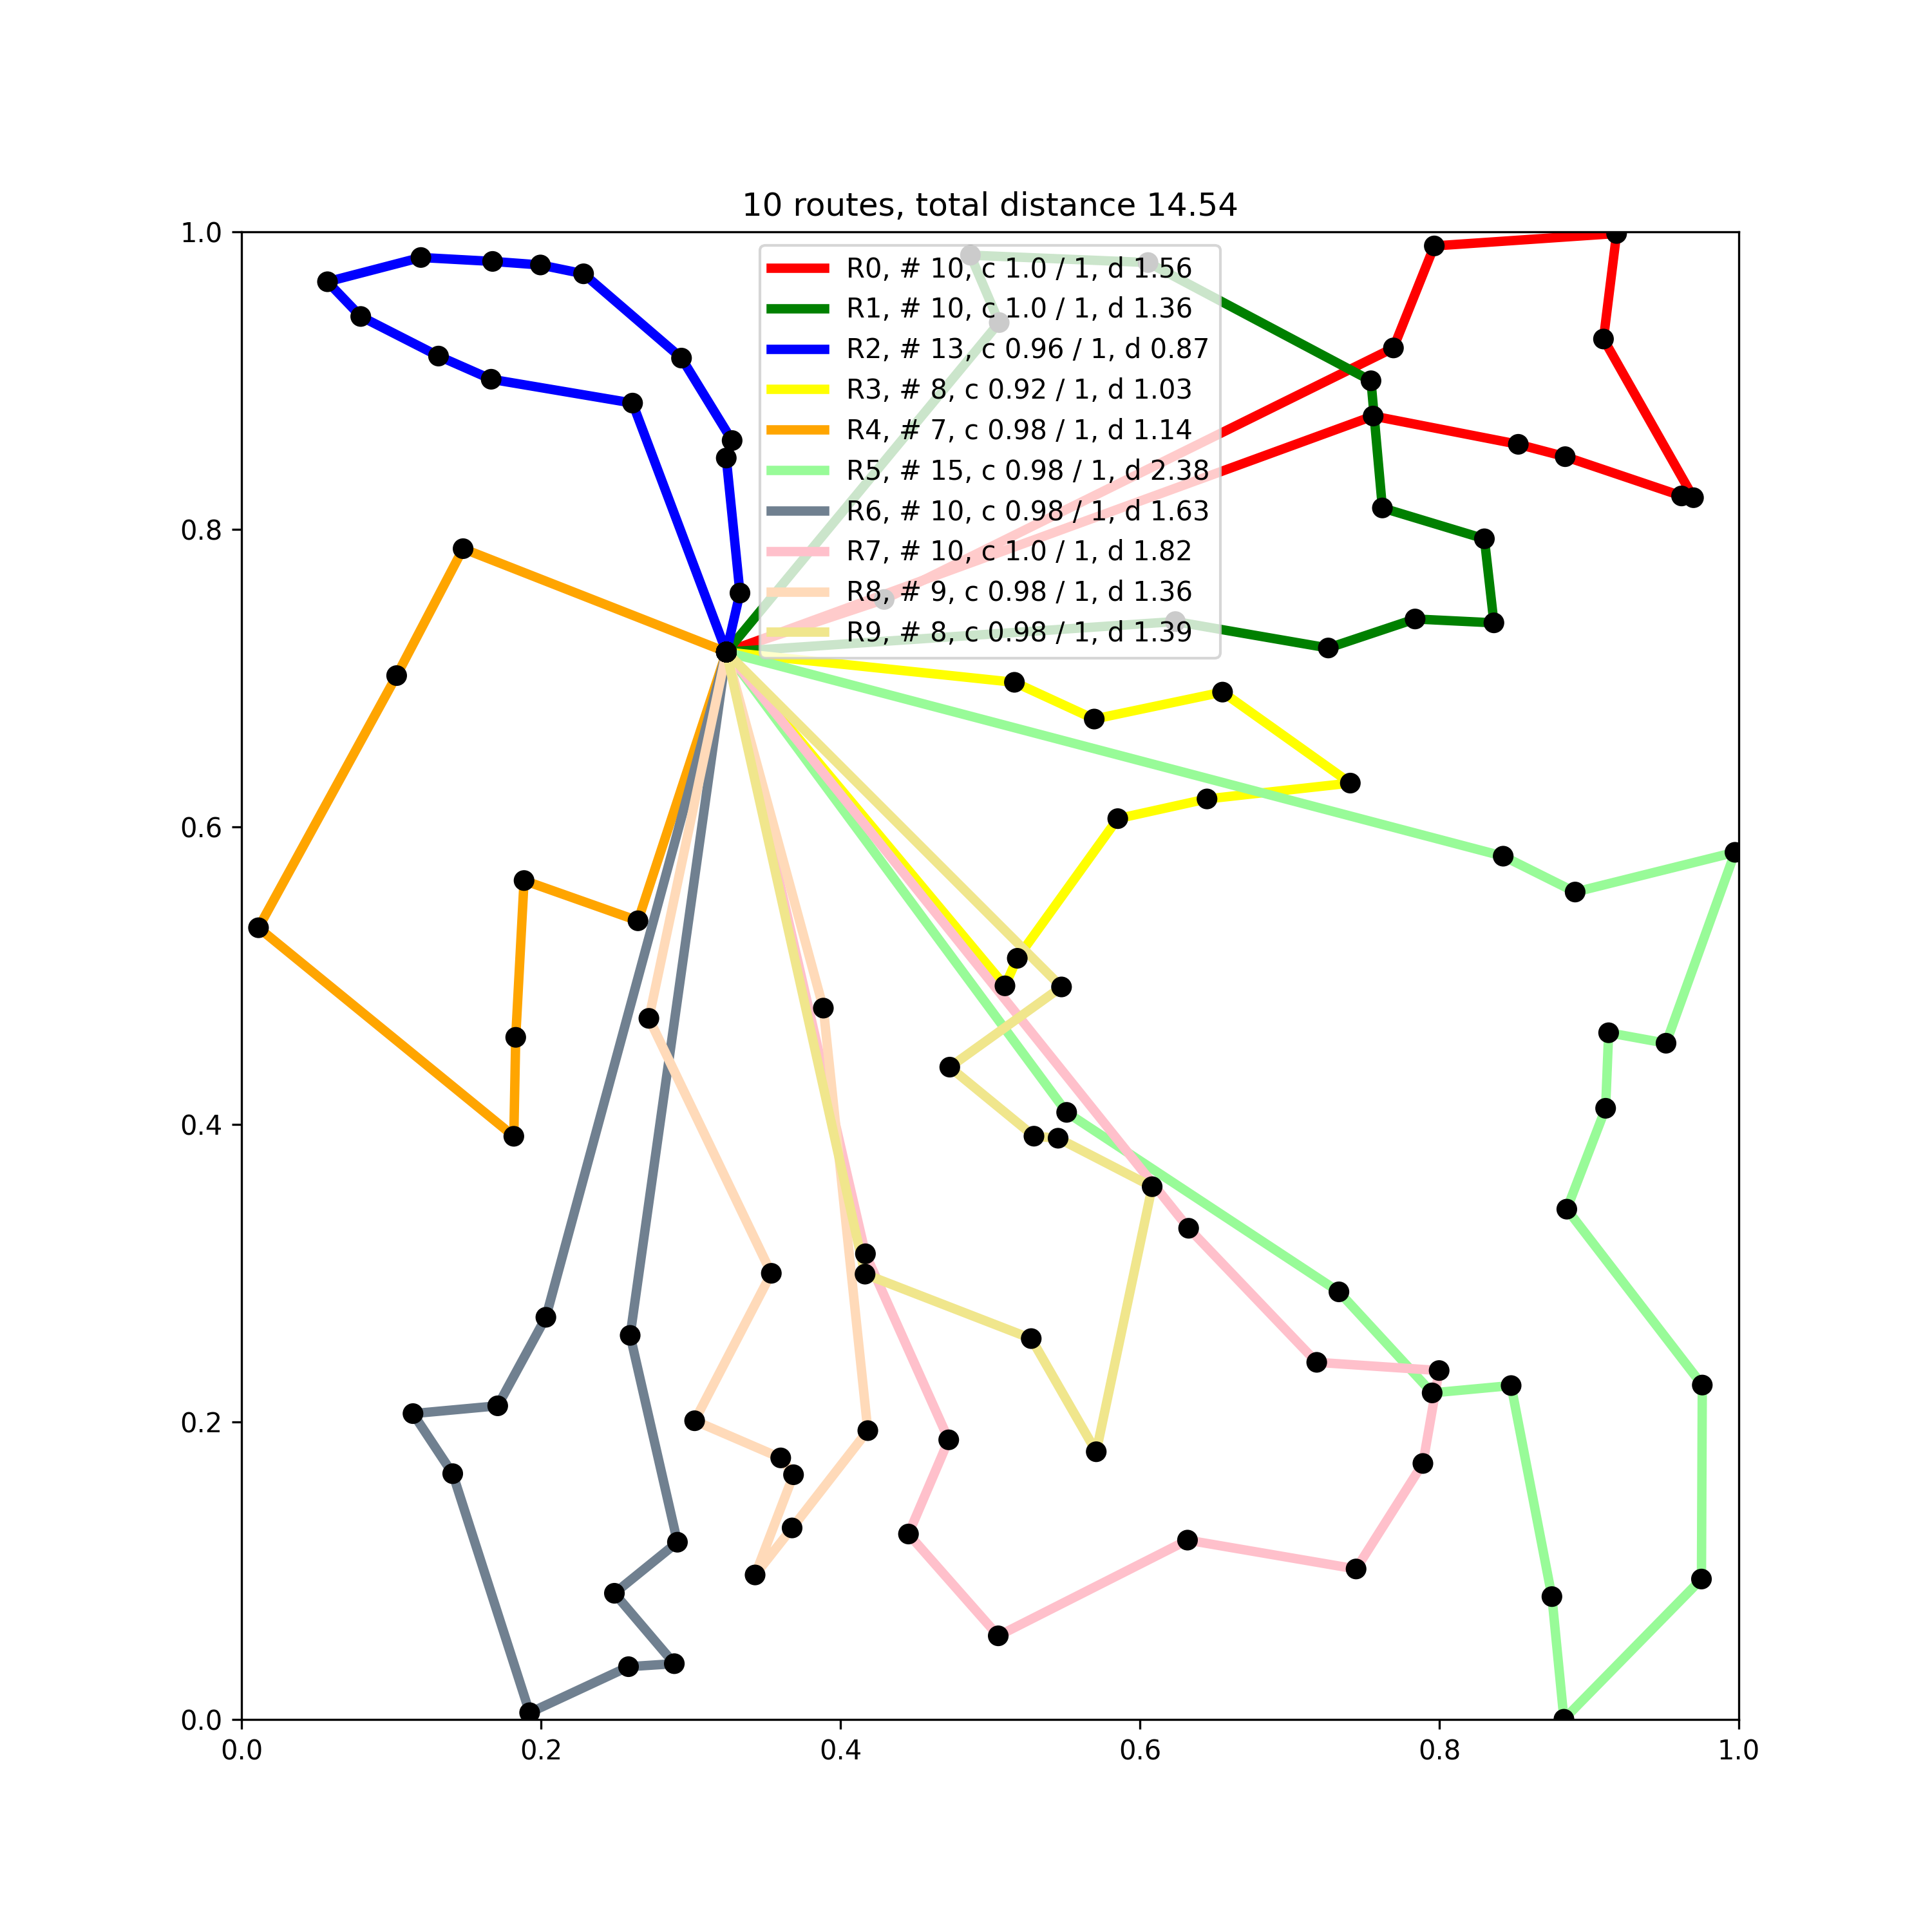 10 routes, total distance 14.54
1.0
0.8
0.6
0.4
0.2
0.0
R0, # 10, c 1.0 / 1, d 1.56
R1, # 10, c 1.0 / 1, d 1.36
R2, # 13, c 0.96 / 1, d 0.87
R3, # 8, c 0.92 / 1, d 1.03
R4, # 7, c 0.98 / 1, d 1.14
R5, # 15, c 0.98 / 1, d 2.38
R6, # 10, c 0.98 / 1, d 1.63
R7, # 10, c 1.0 / 1, d 1.82
R8, # 9, c 0.98 / 1, d 1.36
R9, # 8, c 0.98 / 1, d 1.39
0.0 0.2 0.4 0.6 0.8 1.0